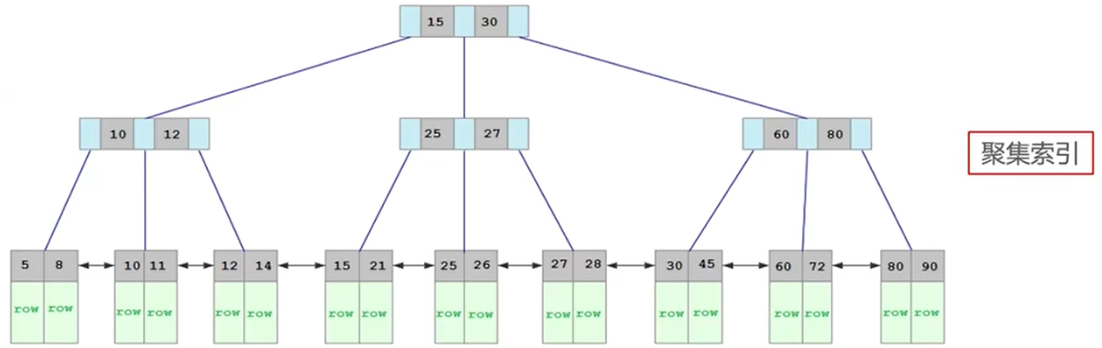 15 30
10 12
25 27
60 80
聚集索引
5 8
10 11
12 14
15 21
25 26
27 28
30 45
60 72
80 90
row row
row row
row row
row row
row row
row row
row row
row row
row row